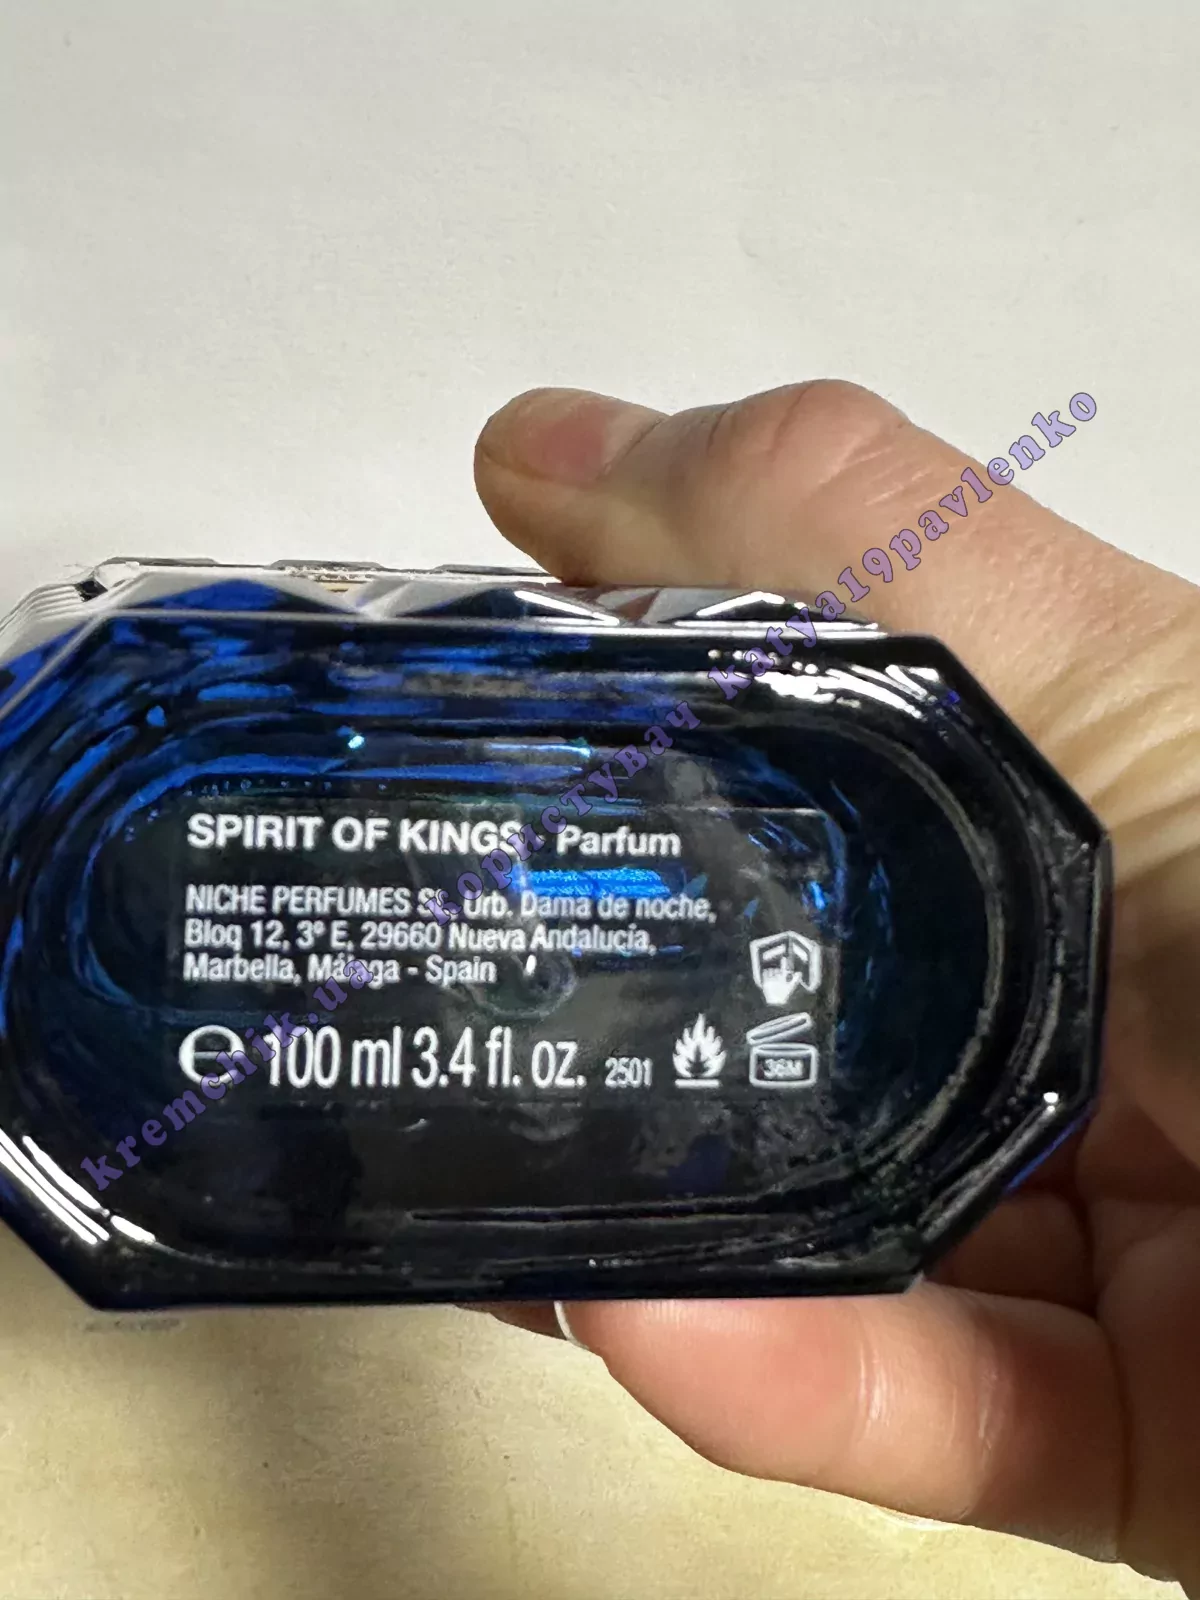 SPIRIT OF KINGS Parfum
NICHE PERFUMES SL, Urb. Dama de noche,
Bloq 12, 3º E, 29660 Nueva Andalucía,
Marbella, Málaga - Spain
℮ 100 ml 3.4 fl. oz. 2501
36M
kremchik.ua користувач katya19pavlenko